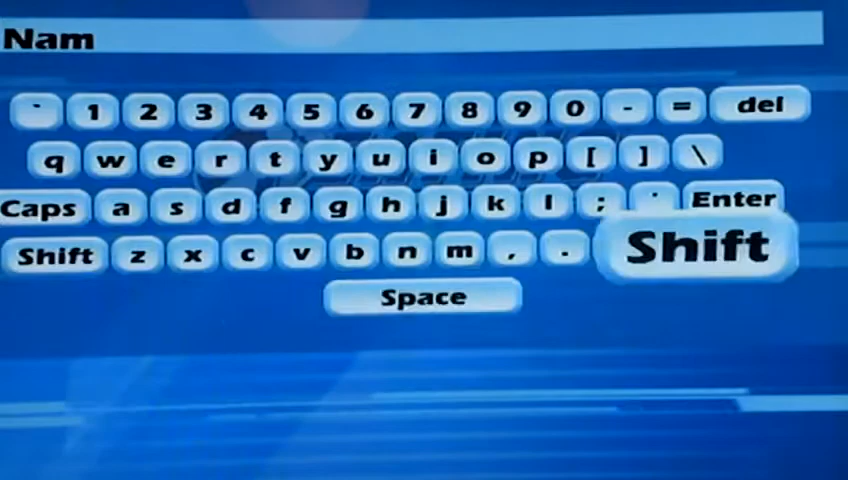 Nam
` 1 2 3 4 5 6 7 8 9 0 - = del
q w e r t y u i o p [ ] \
Caps a s d f g h j k l ; ' Enter
Shift z x c v b n m , . Shift
Space